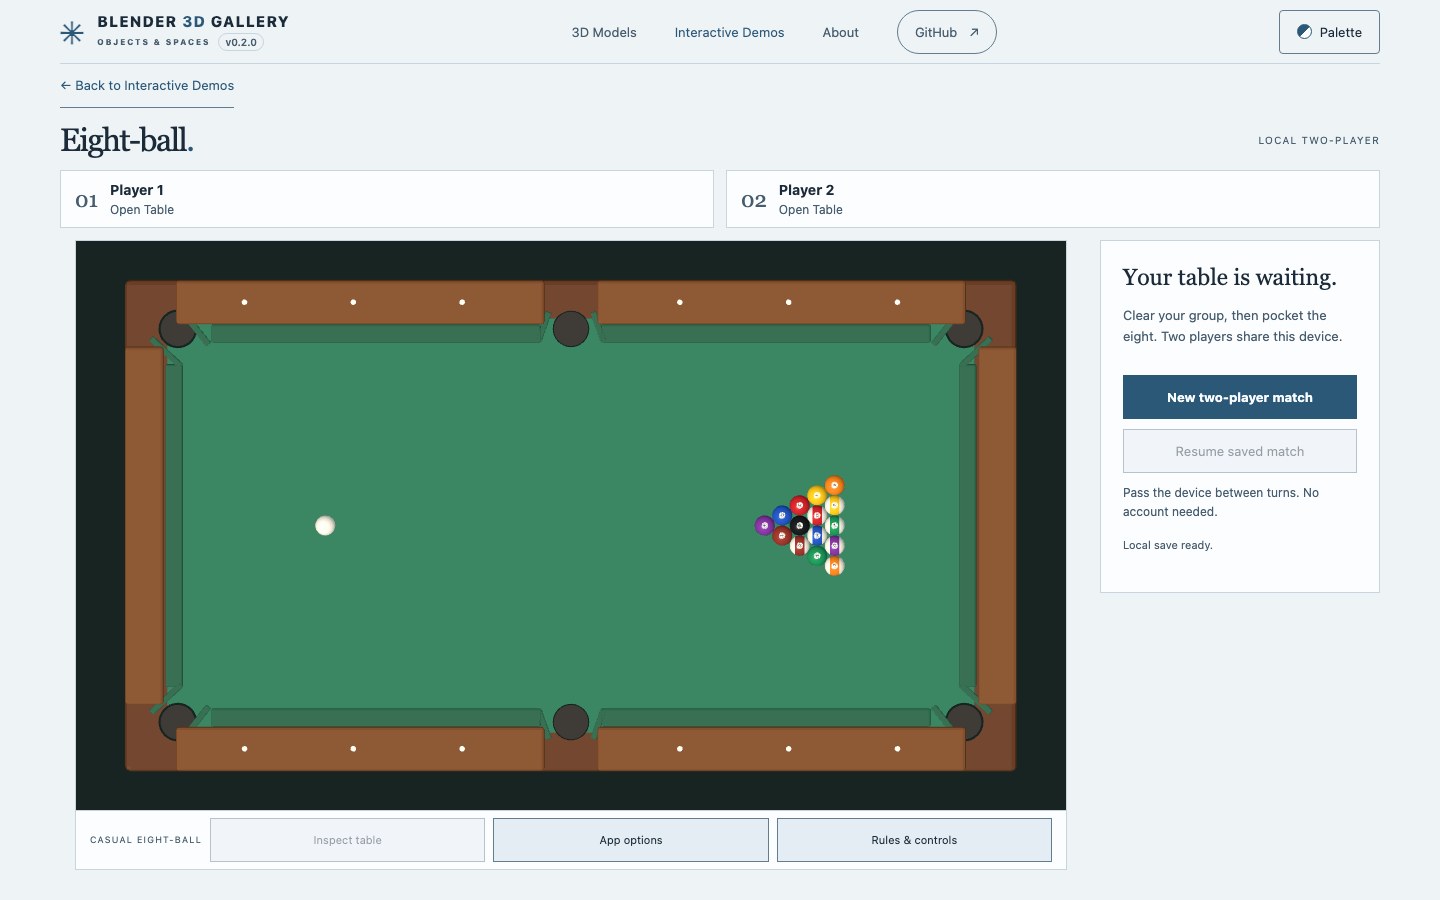 BLENDER 3D GALLERY
OBJECTS & SPACES v0.2.0
3D Models
Interactive Demos
About
GitHub ↗
Palette
← Back to Interactive Demos
Eight-ball.
LOCAL TWO-PLAYER
01
Player 1
Open Table
02
Player 2
Open Table
Your table is waiting.
Clear your group, then pocket the
eight. Two players share this device.
New two-player match
Resume saved match
Pass the device between turns. No
account needed.
Local save ready.
CASUAL EIGHT-BALL
Inspect table
App options
Rules & controls